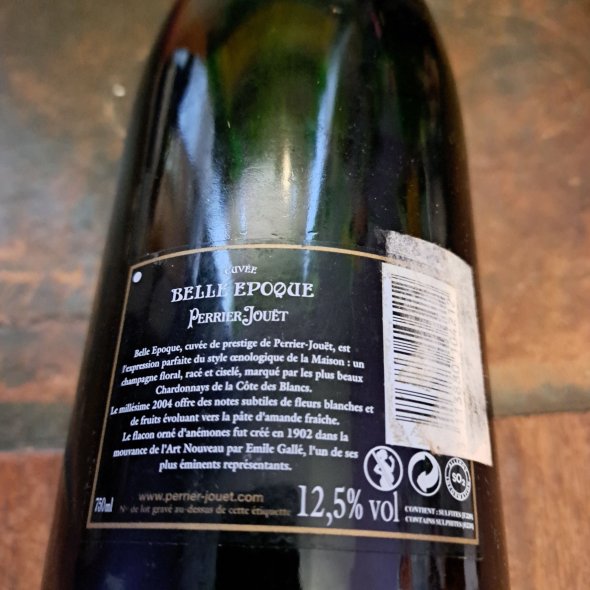 CUVÉE
BELLE EPOQUE
PERRIER-JOUËT
Belle Epoque, cuvée de prestige de Perrier-Jouët, est
l'expression parfaite du style œnologique de la Maison : un
champagne floral, racé et ciselé, marqué par les plus beaux
Chardonnays de la Côte des Blancs.
Le millésime 2004 offre des notes subtiles de fleurs blanches et
de fruits évoluant vers la pâte d'amande fraîche.
Le flacon orné d'anémones fut créé en 1902 dans la
mouvance de l'Art Nouveau par Emile Gallé, l'un de ses
plus éminents représentants.
750ml
www.perrier-jouet.com
N° de lot gravé au-dessus de cette étiquette
12,5% vol
SO2
CONTIENT : SULFITES (E220)
CONTAINS SULPHITES (E220)